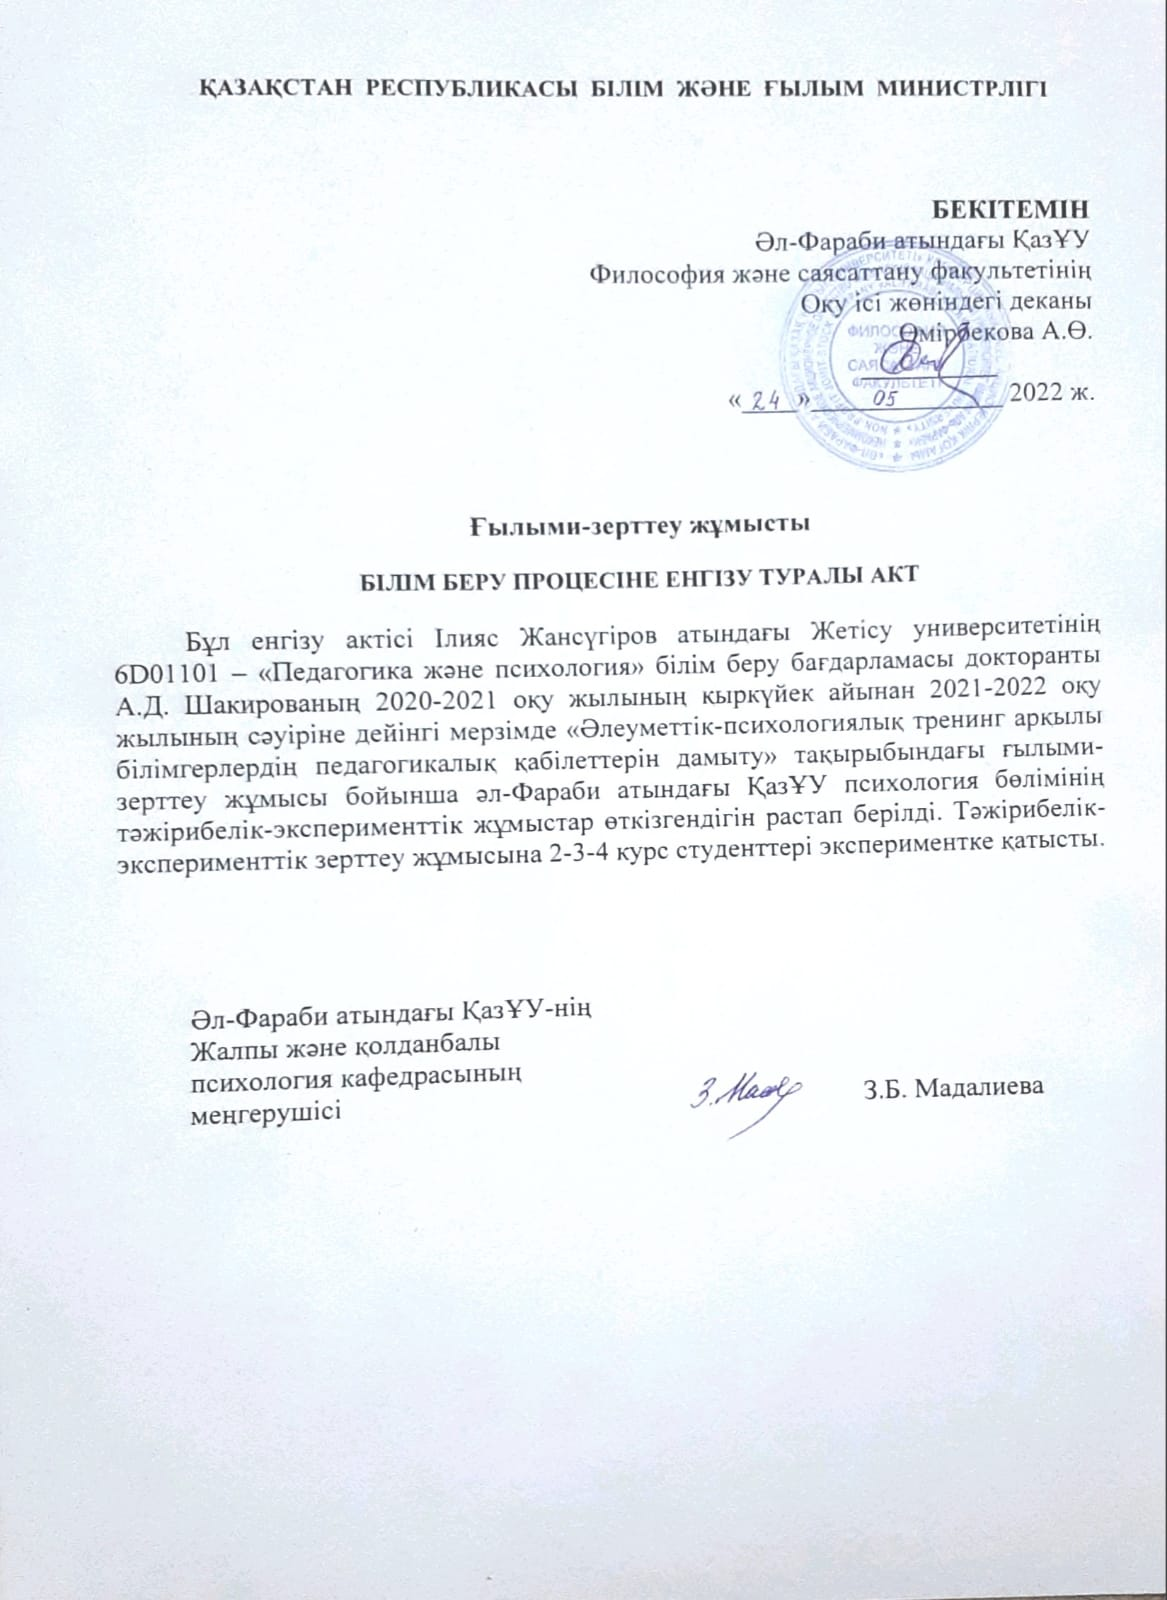 ҚАЗАҚСТАН РЕСПУБЛИКАСЫ БІЛІМ ЖӘНЕ ҒЫЛЫМ МИНИСТРЛІГІ
БЕКІТЕМІН
Әл-Фараби атындағы ҚазҰУ
Философия және саясаттану факультетінің
Оқу ісі жөніндегі деканы
Өмірбекова А.Ө.
ФИЛОСОФИЯ
ЖӘНЕ
САЯСАТТАНУ
ФАКУЛЬТЕТІ
« 24 » 05 2022 ж.
Ғылыми-зерттеу жұмысты
БІЛІМ БЕРУ ПРОЦЕСІНЕ ЕНГІЗУ ТУРАЛЫ АКТ
Бұл енгізу актісі Ілияс Жансүгіров атындағы Жетісу университетінің
6D01101 – «Педагогика және психология» білім беру бағдарламасы докторанты
А.Д. Шакированың 2020-2021 оқу жылының қыркүйек айынан 2021-2022 оқу
жылының сәуіріне дейінгі мерзімде «Әлеуметтік-психологиялық тренинг арқылы
білімгерлердің педагогикалық қабілеттерін дамыту» тақырыбындағы ғылыми-
зерттеу жұмысы бойынша әл-Фараби атындағы ҚазҰУ психология бөлімінің
тәжірибелік-эксперименттік жұмыстар өткізгендігін растап берілді. Тәжірибелік-
эксперименттік зерттеу жұмысына 2-3-4 курс студенттері экспериментке қатысты.
Әл-Фараби атындағы ҚазҰУ-нің
Жалпы және қолданбалы
психология кафедрасының
меңгерушісі
З.Б. Мадалиева